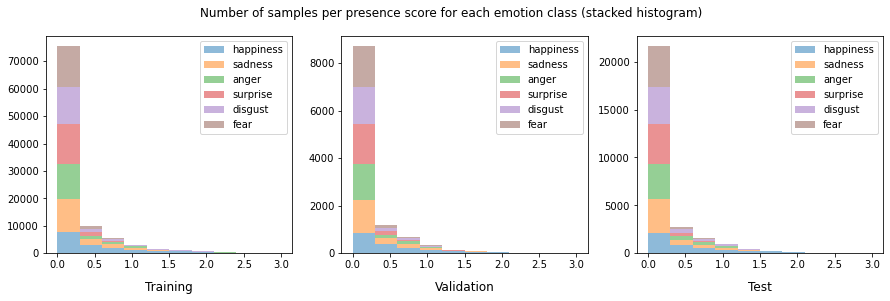 Number of samples per presence score for each emotion class (stacked histogram)
70000
60000
50000
40000
30000
20000
10000
0
0.0 0.5 1.0 1.5 2.0 2.5 3.0
happiness
sadness
anger
surprise
disgust
fear
Training
8000
6000
4000
2000
0
0.0 0.5 1.0 1.5 2.0 2.5 3.0
happiness
sadness
anger
surprise
disgust
fear
Validation
20000
15000
10000
5000
0
0.0 0.5 1.0 1.5 2.0 2.5 3.0
happiness
sadness
anger
surprise
disgust
fear
Test